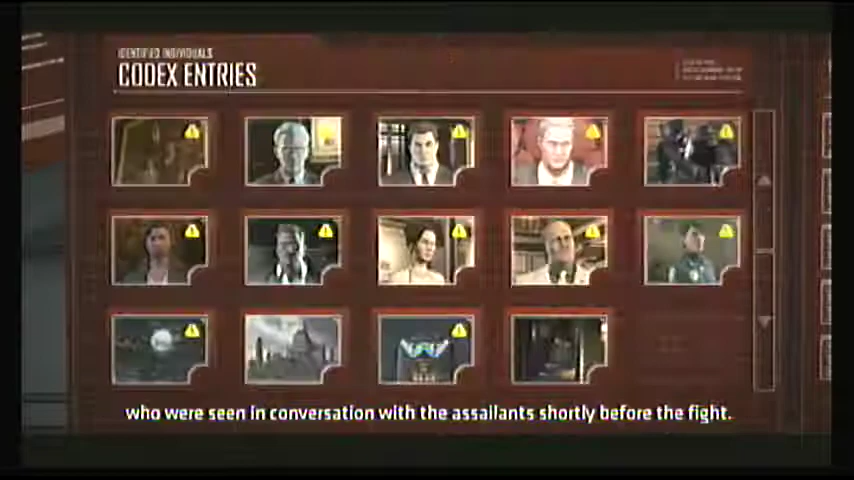 IDENTIFIED INDIVIDUALS
CODEX ENTRIES
who were seen in conversation with the assailants shortly before the fight.